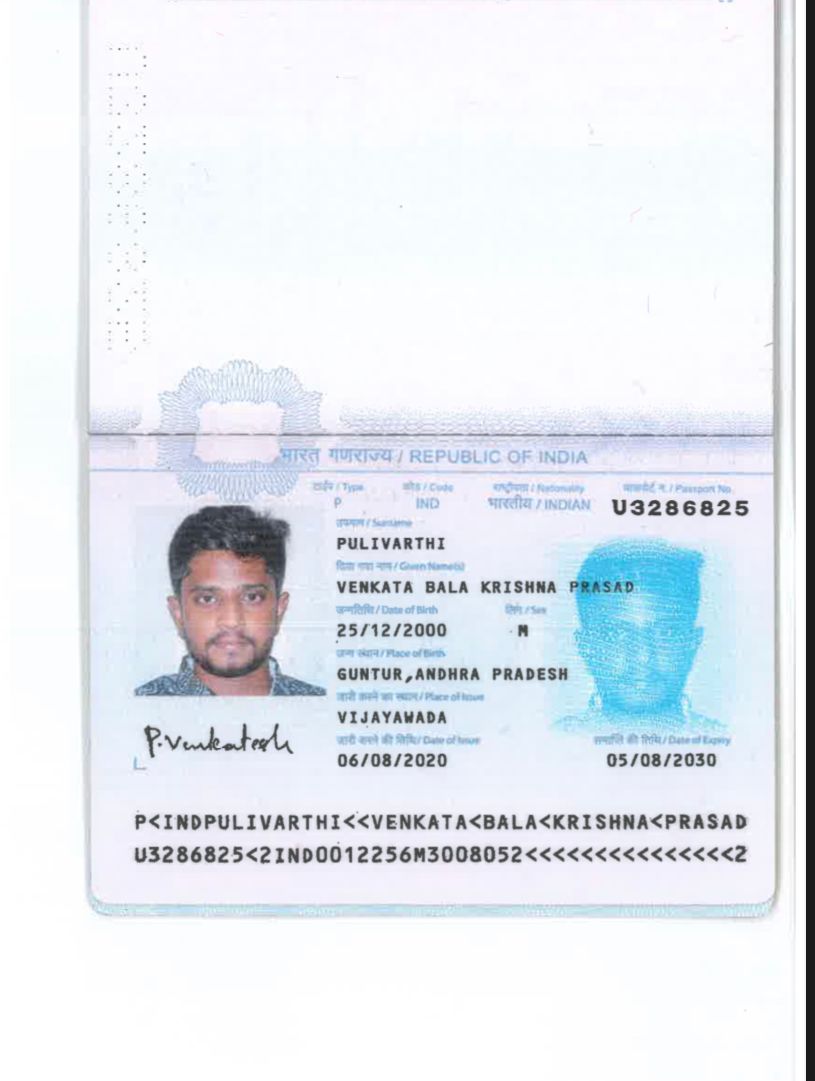 भारत गणराज्य / REPUBLIC OF INDIA
टाईप / Type कोड / Code राष्ट्रीयता / Nationality पासपोर्ट न. / Passport No.
P IND भारतीय / INDIAN U3286825
उपनाम / Surname
PULIVARTHI
दिया गया नाम / Given Name(s)
VENKATA BALA KRISHNA PRASAD
जन्मतिथि / Date of Birth लिंग / Sex
25/12/2000 M
जन्म स्थान / Place of Birth
GUNTUR,ANDHRA PRADESH
जारी करने का स्थान / Place of Issue
VIJAYAWADA
जारी करने की तिथि / Date of Issue समाप्ति की तिथि / Date of Expiry
06/08/2020 05/08/2030
P.Venkatesh
P<INDPULIVARTHI<<VENKATA<BALA<KRISHNA<PRASAD
U3286825<2IND0012256M3008052<<<<<<<<<<<<<<<2